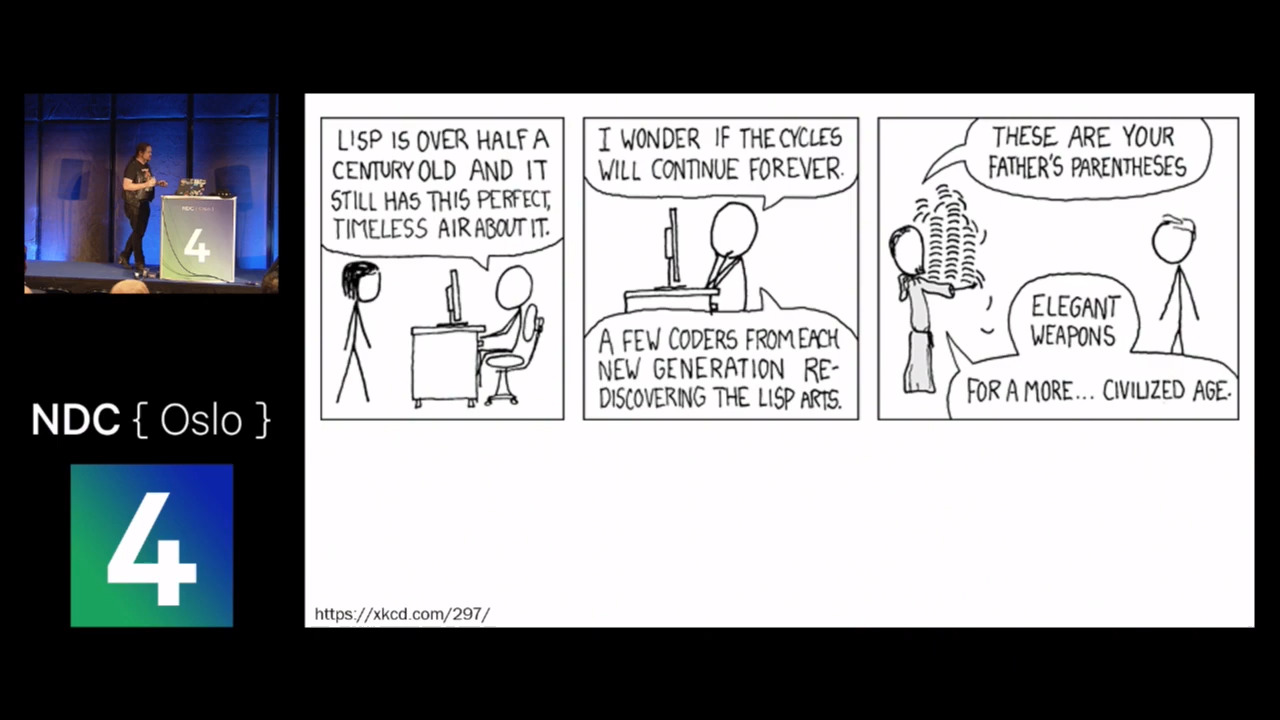 LISP IS OVER HALF A
CENTURY OLD AND IT
STILL HAS THIS PERFECT,
TIMELESS AIR ABOUT IT.
I WONDER IF THE CYCLES
WILL CONTINUE FOREVER.
A FEW CODERS FROM EACH
NEW GENERATION RE-
DISCOVERING THE LISP ARTS.
THESE ARE YOUR
FATHER'S PARENTHESES
ELEGANT
WEAPONS
FOR A MORE... CIVILIZED AGE.
4
NDC { Oslo }
4
https://xkcd.com/297/